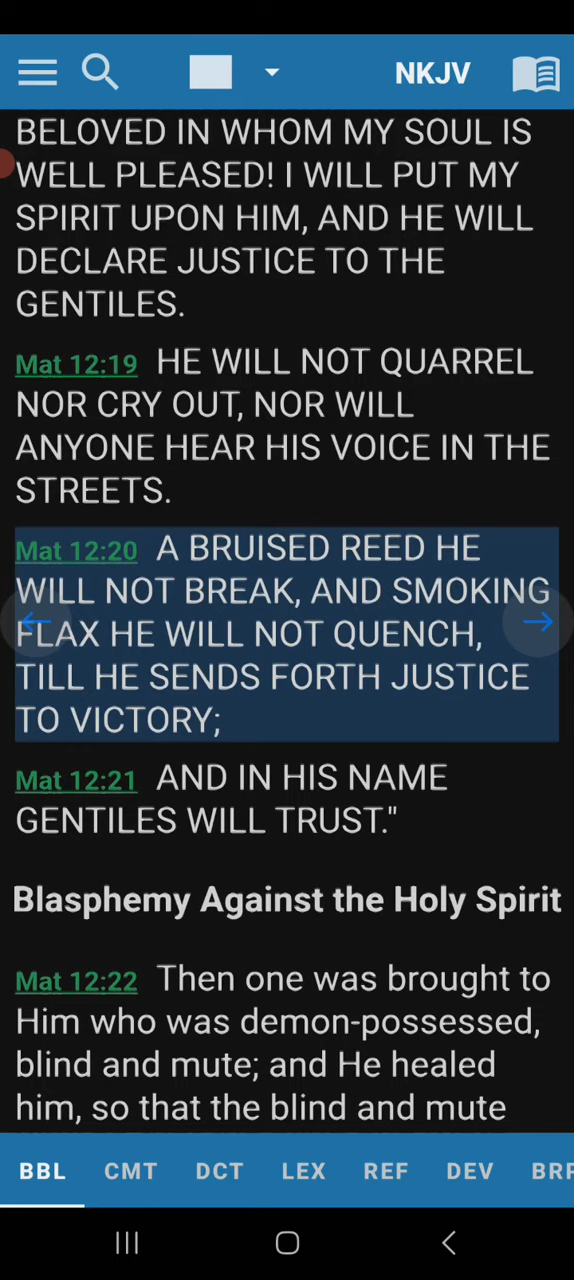 NKJV
BELOVED IN WHOM MY SOUL IS
WELL PLEASED! I WILL PUT MY
SPIRIT UPON HIM, AND HE WILL
DECLARE JUSTICE TO THE
GENTILES.
Mat 12:19 HE WILL NOT QUARREL
NOR CRY OUT, NOR WILL
ANYONE HEAR HIS VOICE IN THE
STREETS.
Mat 12:20 A BRUISED REED HE
WILL NOT BREAK, AND SMOKING
FLAX HE WILL NOT QUENCH,
TILL HE SENDS FORTH JUSTICE
TO VICTORY;
Mat 12:21 AND IN HIS NAME
GENTILES WILL TRUST."
Blasphemy Against the Holy Spirit
Mat 12:22 Then one was brought to
Him who was demon-possessed,
blind and mute; and He healed
him, so that the blind and mute
BBL CMT DCT LEX REF DEV BRP